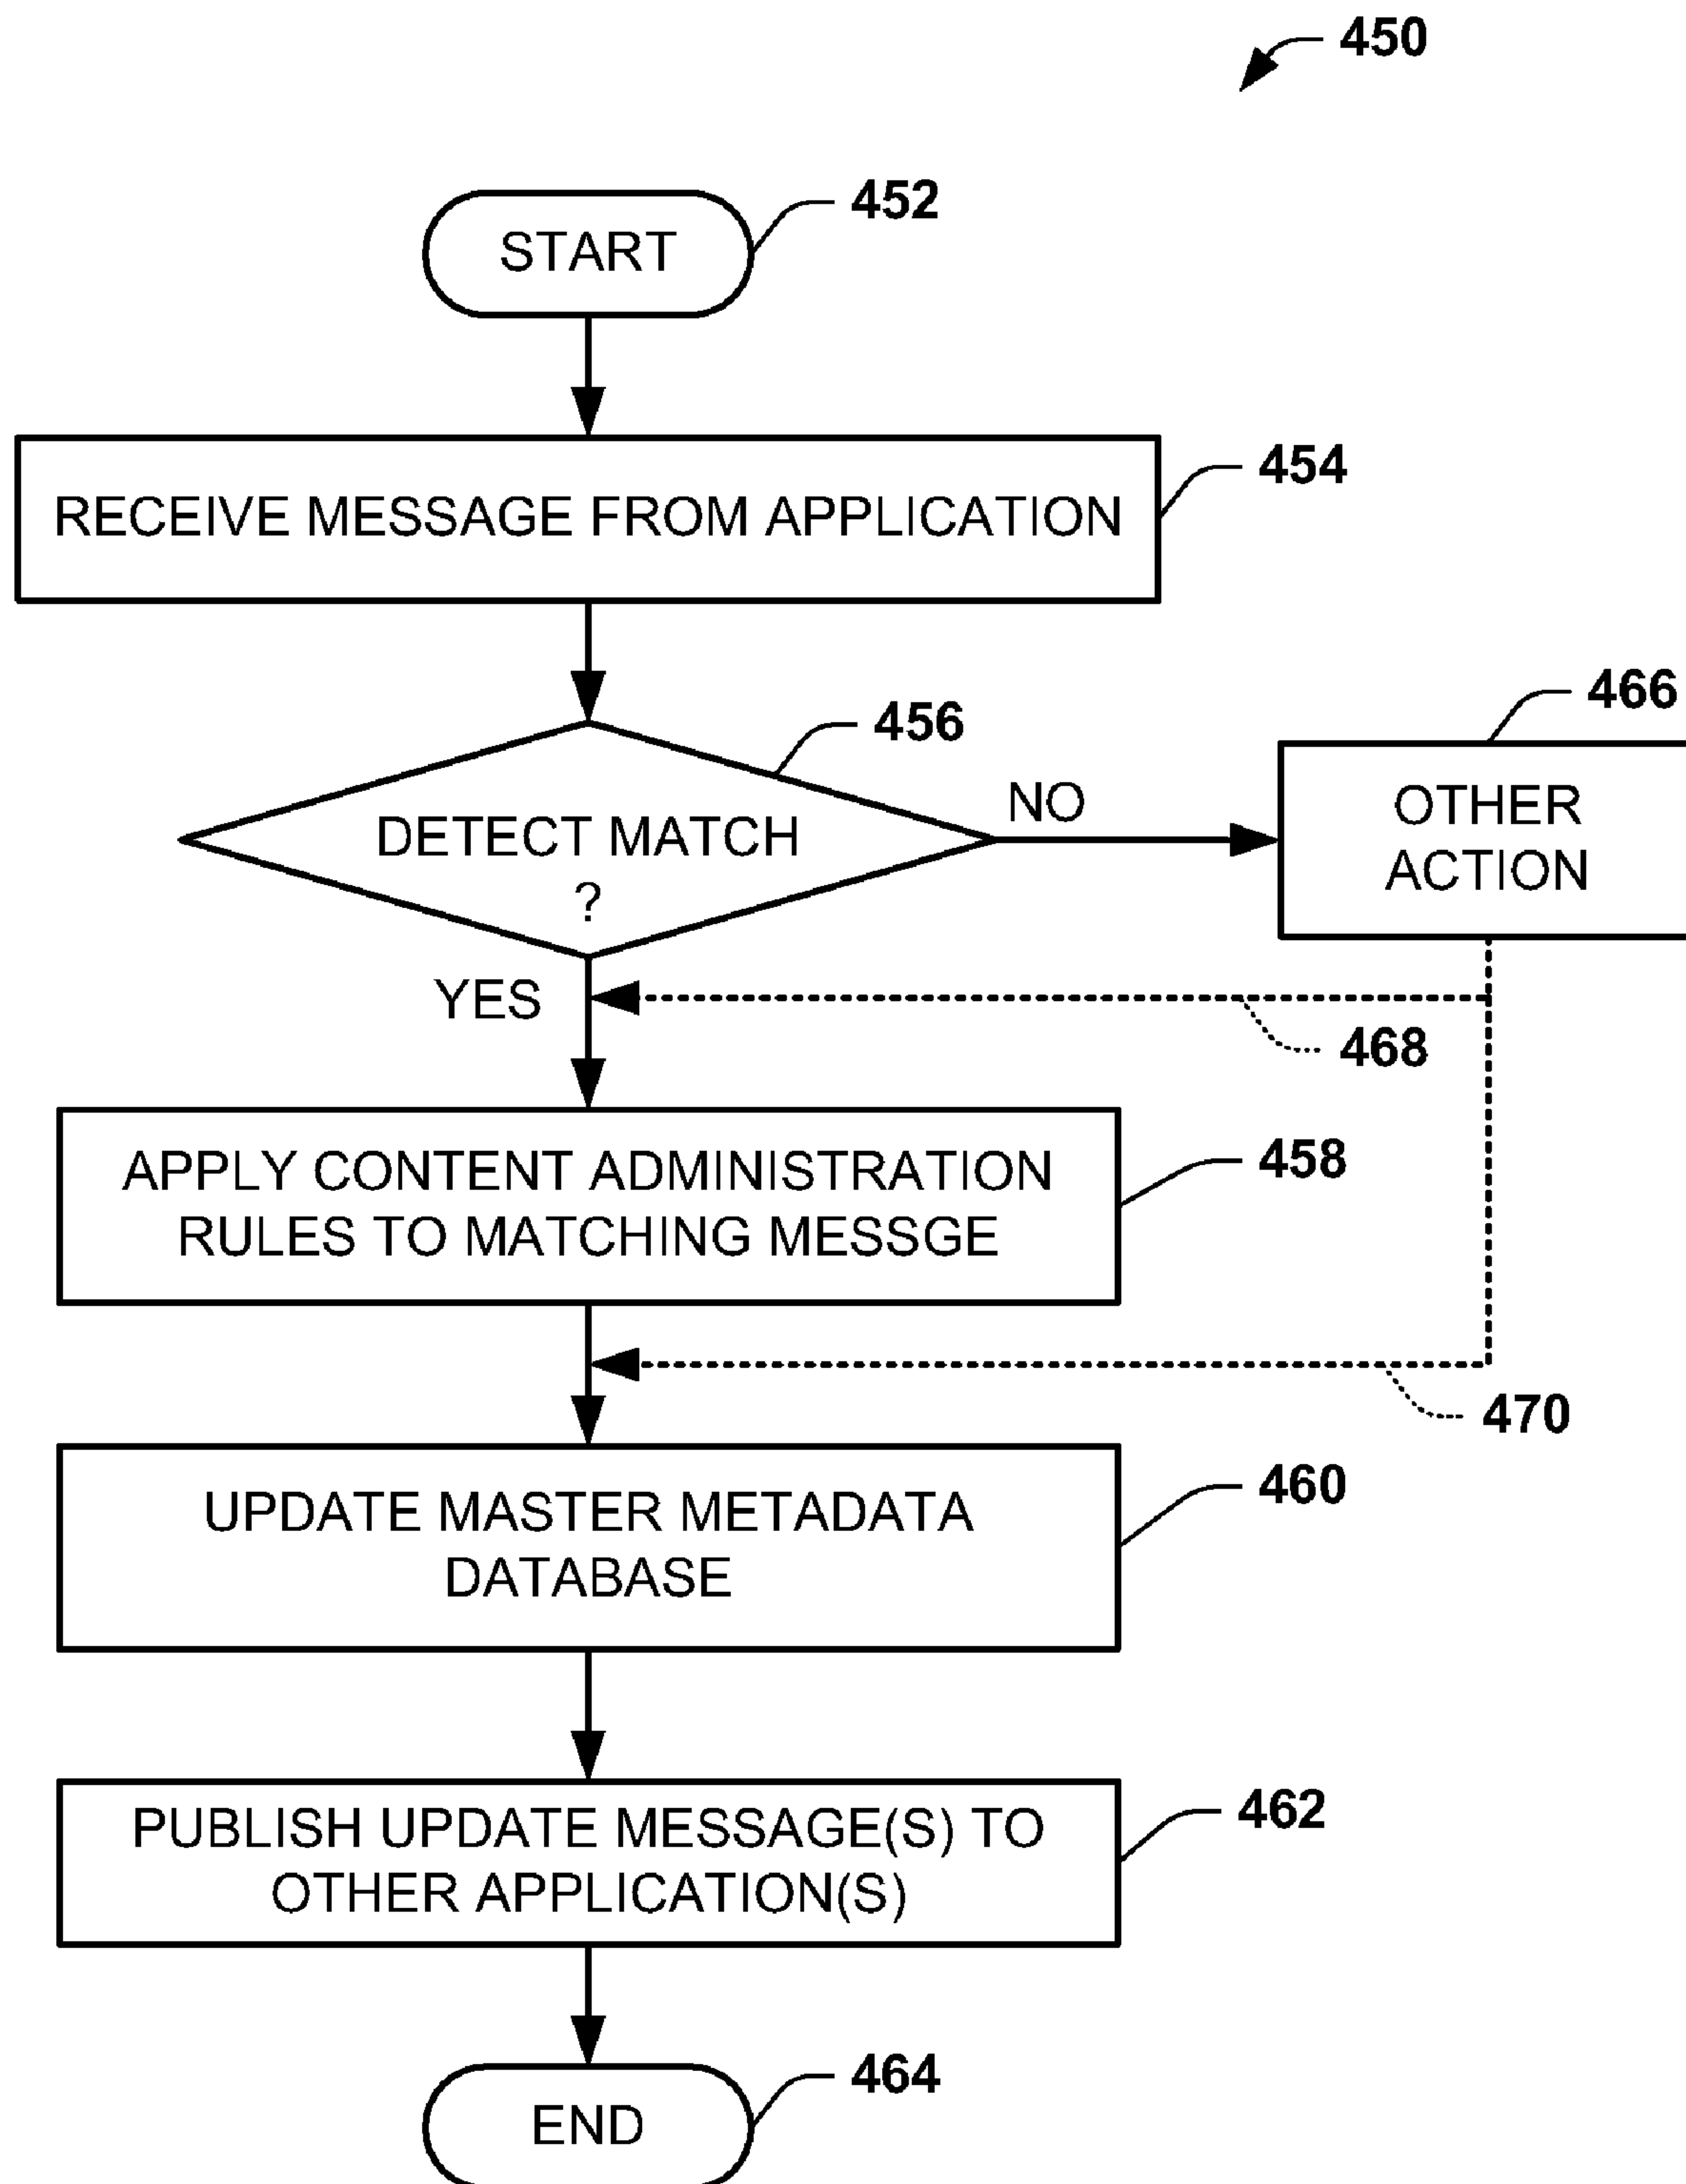 450
452
START
454
RECEIVE MESSAGE FROM APPLICATION
456
466
DETECT MATCH
?
NO
OTHER
ACTION
YES
468
APPLY CONTENT ADMINISTRATION
RULES TO MATCHING MESSGE
458
470
UPDATE MASTER METADATA
DATABASE
460
PUBLISH UPDATE MESSAGE(S) TO
OTHER APPLICATION(S)
462
464
END